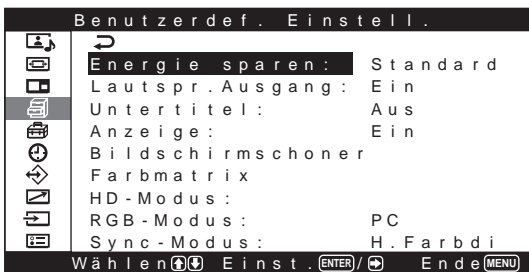 Benutzerdef. Einstell.
Energie sparen: Standard
Lautspr.Ausgang: Ein
Untertitel: Aus
Anzeige: Ein
Bildschirmschoner
Farbmatrix
HD-Modus:
RGB-Modus: PC
Sync-Modus: H.Farbdi
Wählen Einst. ENTER / Ende MENU